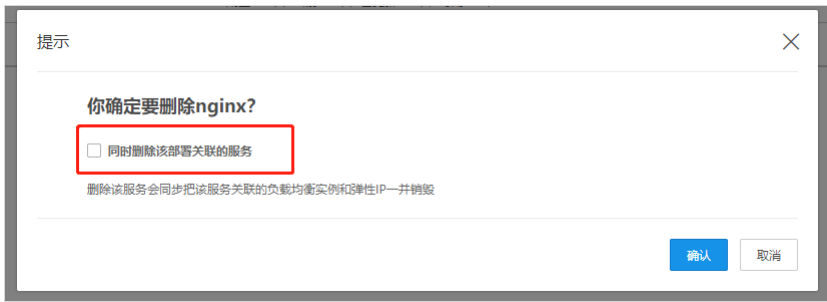 提示
你确定要删除nginx?
同时删除该部署关联的服务
删除该服务会同步把该服务关联的负载均衡实例和弹性IP一并销毁
确认
取消